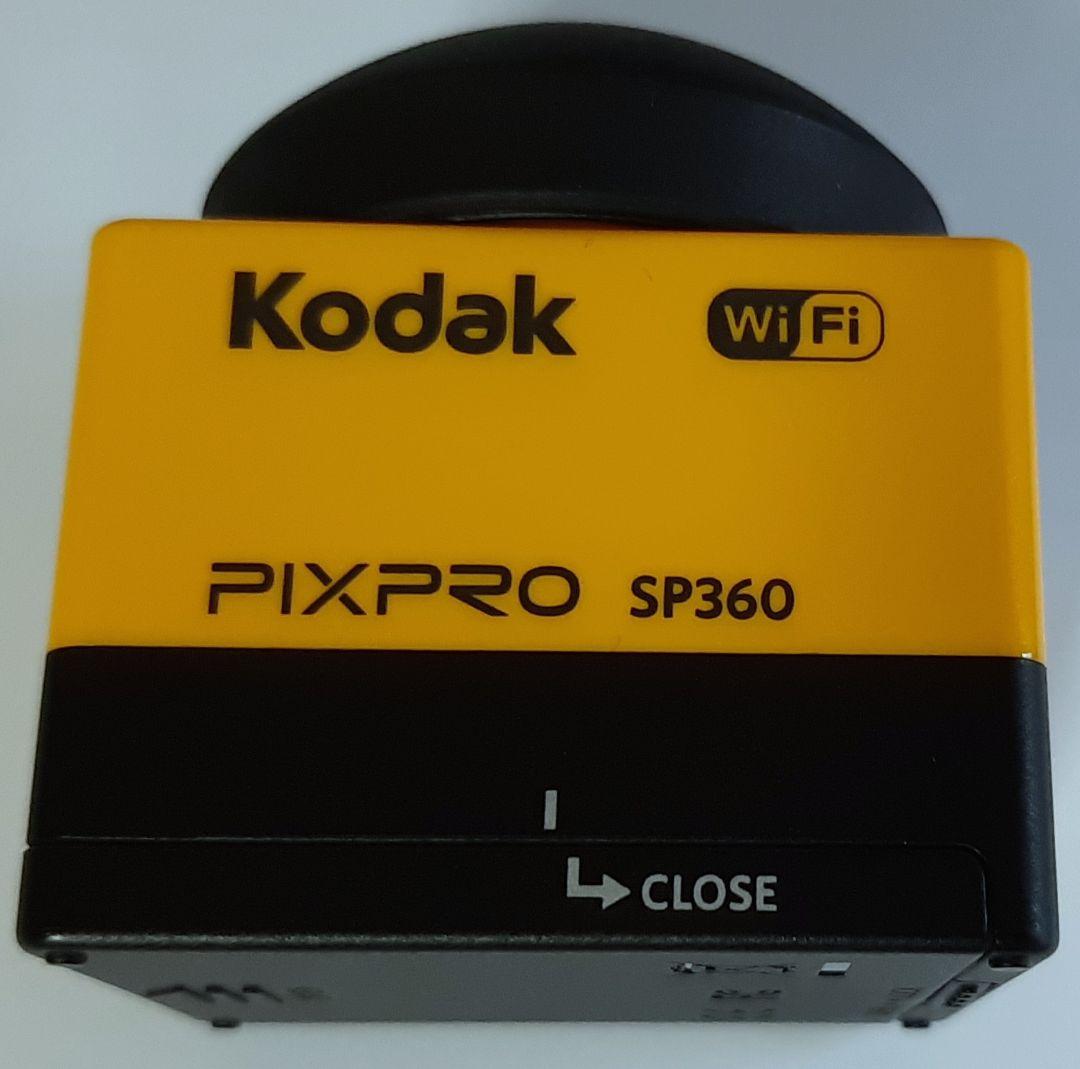 Kodak WiFi
PIXPRO SP360
CLOSE